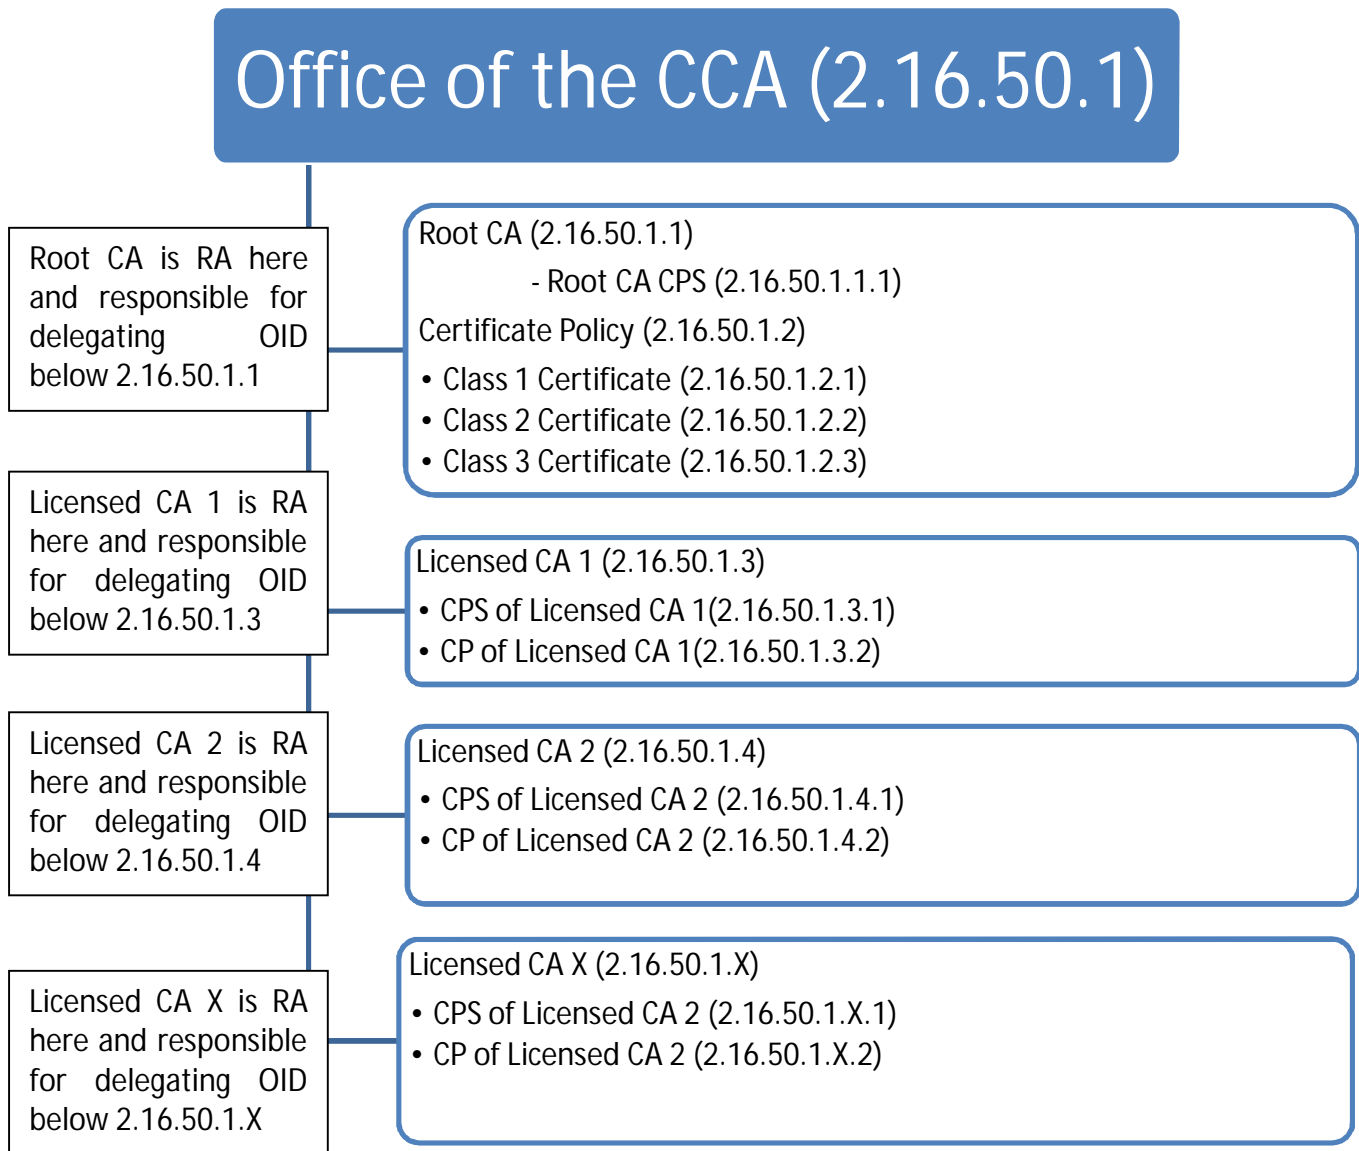 Office of the CCA (2.16.50.1)
Root CA is RA here
and responsible for
delegating OID
below 2.16.50.1.1
Root CA (2.16.50.1.1)
- Root CA CPS (2.16.50.1.1.1)
Certificate Policy (2.16.50.1.2)
• Class 1 Certificate (2.16.50.1.2.1)
• Class 2 Certificate (2.16.50.1.2.2)
• Class 3 Certificate (2.16.50.1.2.3)
Licensed CA 1 is RA
here and responsible
for delegating OID
below 2.16.50.1.3
Licensed CA 1 (2.16.50.1.3)
• CPS of Licensed CA 1(2.16.50.1.3.1)
• CP of Licensed CA 1(2.16.50.1.3.2)
Licensed CA 2 is RA
here and responsible
for delegating OID
below 2.16.50.1.4
Licensed CA 2 (2.16.50.1.4)
• CPS of Licensed CA 2 (2.16.50.1.4.1)
• CP of Licensed CA 2 (2.16.50.1.4.2)
Licensed CA X is RA
here and responsible
for delegating OID
below 2.16.50.1.X
Licensed CA X (2.16.50.1.X)
• CPS of Licensed CA 2 (2.16.50.1.X.1)
• CP of Licensed CA 2 (2.16.50.1.X.2)